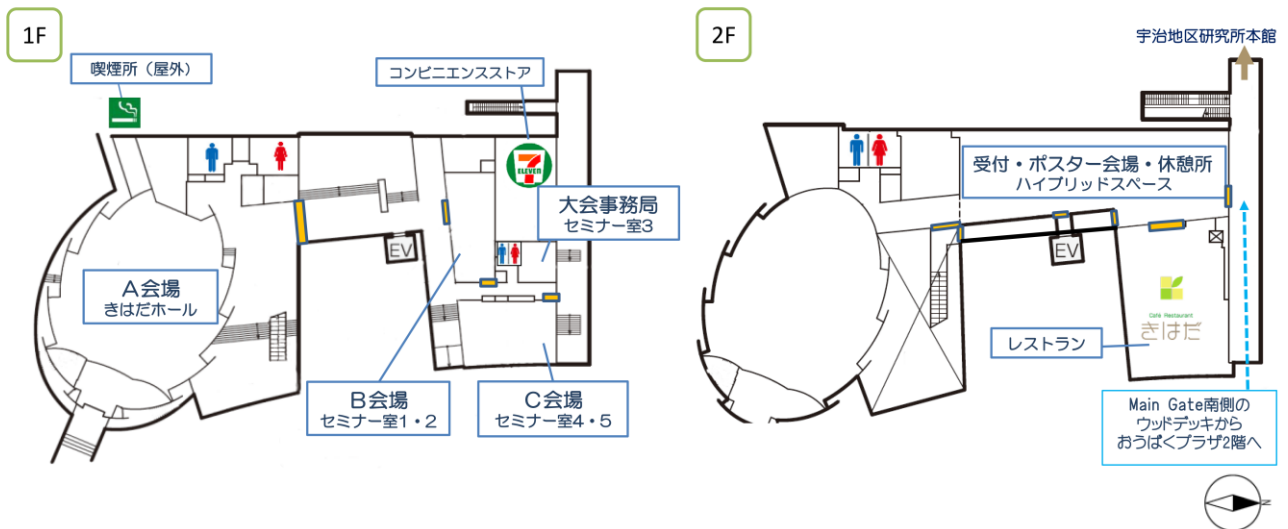 1F
喫煙所（屋外）
コンビニエンスストア
7
ELEVEN
大会事務局
セミナー室3
EV
A会場
きはだホール
B会場
セミナー室1・2
C会場
セミナー室4・5
2F
宇治地区研究所本館
受付・ポスター会場・休憩所
ハイブリッドスペース
EV
Café Restaurant
きはだ
レストラン
Main Gate南側の
ウッドデッキから
おうばくプラザ2階へ
N